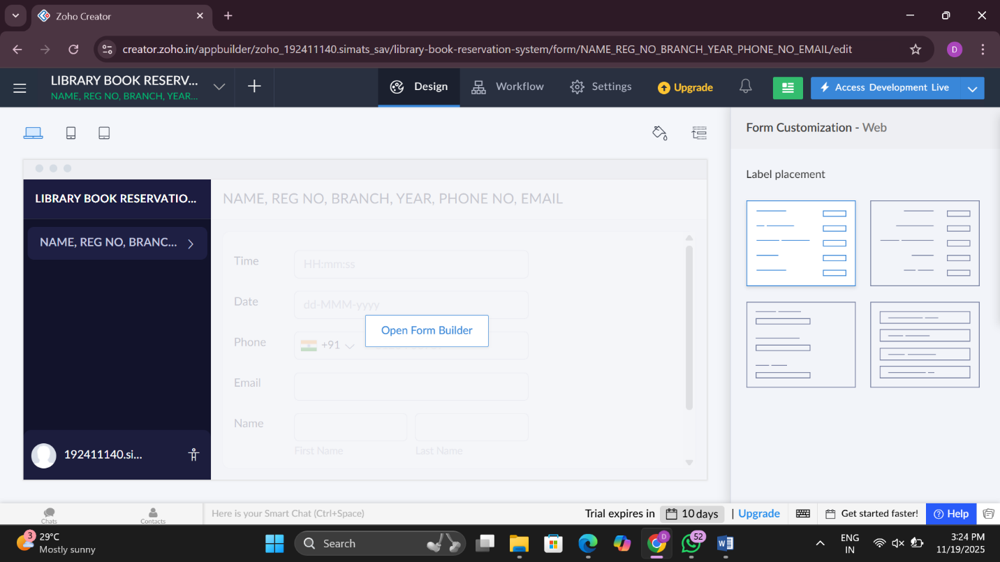 Zoho Creator
creator.zoho.in/appbuilder/zoho_192411140.simats_sav/library-book-reservation-system/form/NAME_REG_NO_BRANCH_YEAR_PHONE_NO_EMAIL/edit
D
LIBRARY BOOK RESERV...
NAME, REG NO, BRANCH, YEAR...
Design
Workflow
Settings
Upgrade
Access Development Live
Form Customization - Web
Label placement
LIBRARY BOOK RESERVATIO...
NAME, REG NO, BRANCH, YEAR, PHONE NO, EMAIL
NAME, REG NO, BRANC...
Time
HH:mm:ss
Date
dd-MMM-yyyy
Open Form Builder
Phone
+91
Email
Name
First Name
Last Name
192411140.si...
Chats
Contacts
Here is your Smart Chat (Ctrl+Space)
Trial expires in
10 days
| Upgrade
Get started faster!
Help
3
29°C
Mostly sunny
Search
D
52
ENG
IN
3:24 PM
11/19/2025